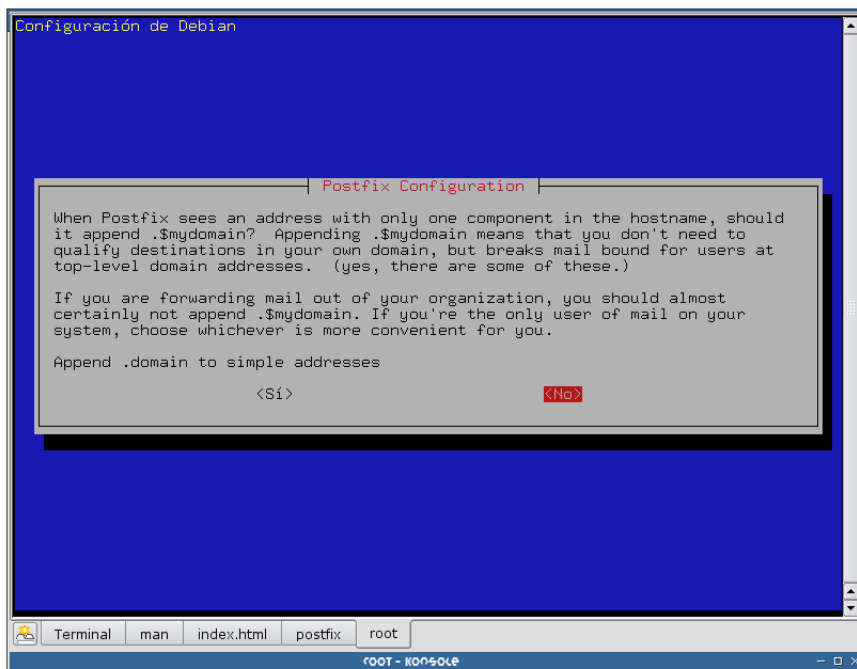 Configuración de Debian
Postfix Configuration
When Postfix sees an address with only one component in the hostname, should
it append .$mydomain?  Appending .$mydomain means that you don't need to
qualify destinations in your own domain, but breaks mail bound for users at
top-level domain addresses.  (yes, there are some of these.)
If you are forwarding mail out of your organization, you should almost
certainly not append .$mydomain. If you're the only user of mail on your
system, choose whichever is more convenient for you.
Append .domain to simple addresses
<Sí> <No>
Terminal man index.html postfix root
root - Konsole